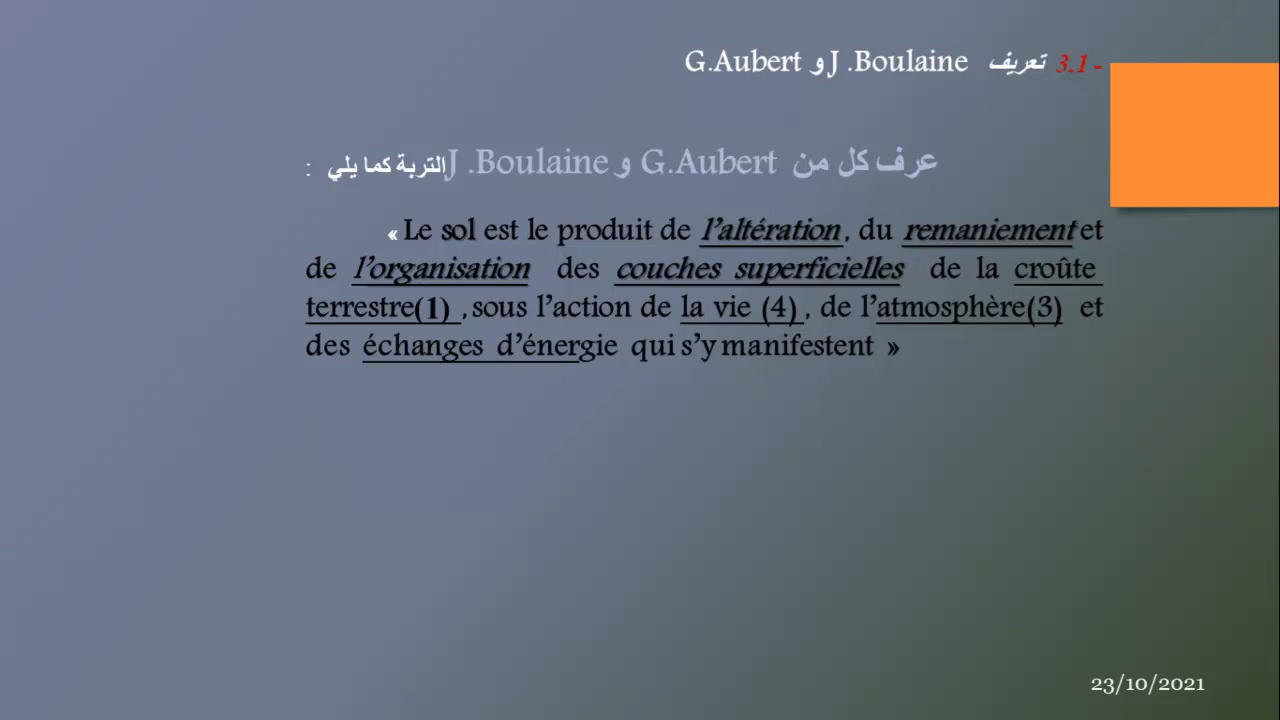 3.1- تعريف J .Boulaine و G.Aubert
عرف كل من G.Aubert و J .Boulaine التربة كما يلي :
« Le sol est le produit de l’altération, du remaniement et
de l’organisation des couches superficielles de la croûte
terrestre(1) ,sous l’action de la vie (4) , de l’atmosphère(3) et
des échanges d’énergie qui s’y manifestent »
23/10/2021